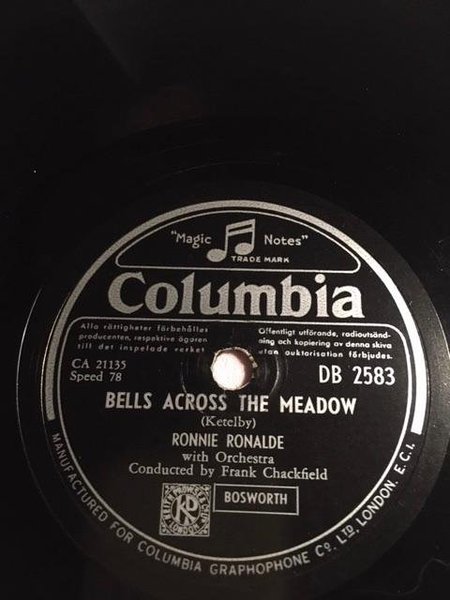 "Magic Notes"
TRADE MARK
Columbia
Alla rättigheter förbehålles
producenten, respektive ägaren
till det inspelade verket
Offentligt utförande, radioutsänd-
ning och kopiering av denna skiva
utan auktorisation förbjudes.
CA 21135
Speed 78
DB 2583
BELLS ACROSS THE MEADOW
(Ketelby)
RONNIE RONALDE
with Orchestra
Conducted by Frank Chackfield
KP
LONDON
BOSWORTH
MANUFACTURED FOR COLUMBIA GRAPHOPHONE CO. LTD. LONDON. E.C.1.